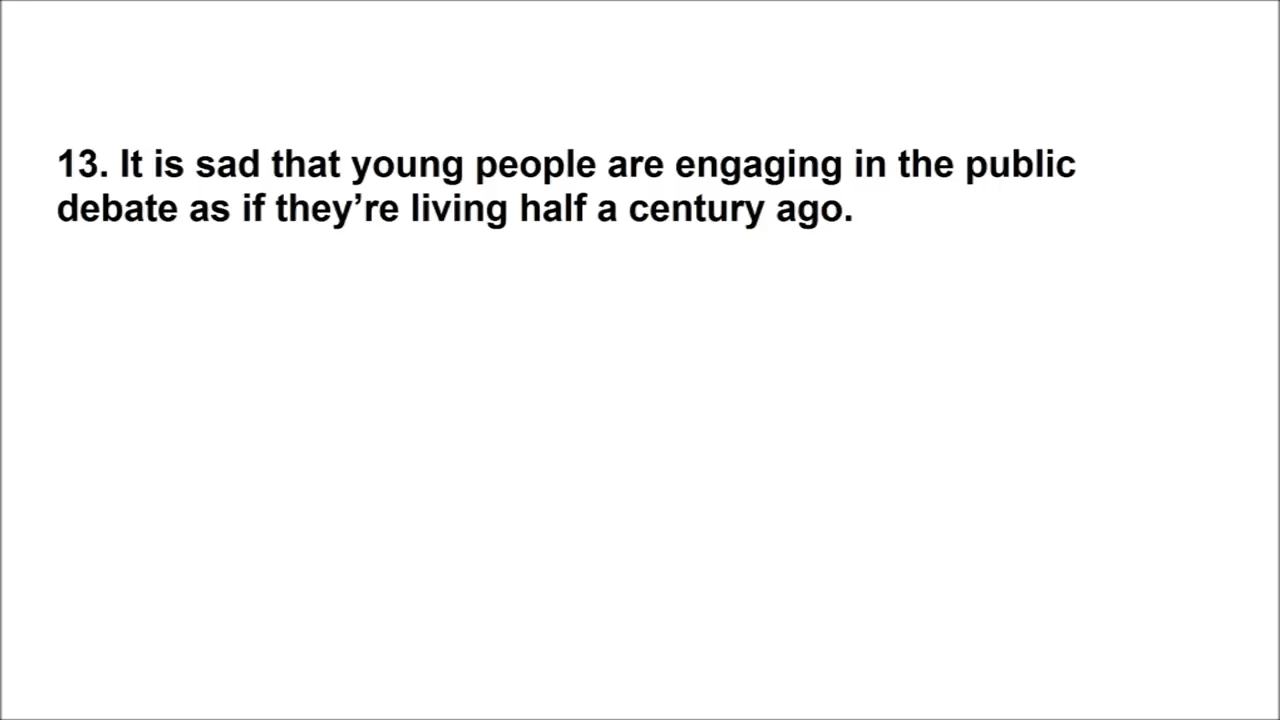 13. It is sad that young people are engaging in the public
debate as if they’re living half a century ago.